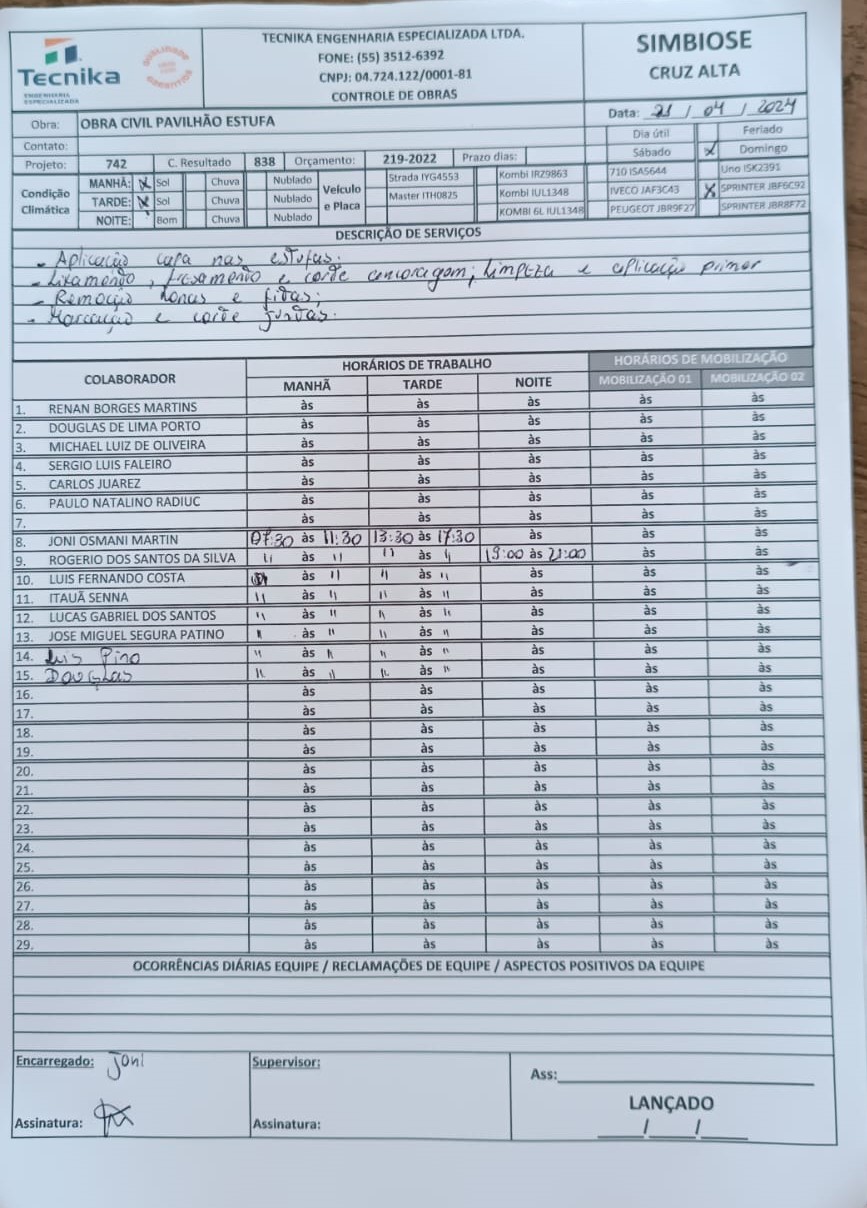 Tecnika
ENGENHARIA
ESPECIALIZADA
TECNIKA ENGENHARIA ESPECIALIZADA LTDA.
FONE: (55) 3512-6392
CNPJ: 04.724.122/0001-81
CONTROLE DE OBRAS
SIMBIOSE
CRUZ ALTA
Obra: OBRA CIVIL PAVILHÃO ESTUFA
Data: 21 / 04 / 2024
Contato:
Dia útil Feriado
Sábado X Domingo
Projeto: 742 C. Resultado 838 Orçamento: 219-2022 Prazo dias:
Condição Climática
MANHÃ: X Sol Chuva Nublado
TARDE: X Sol Chuva Nublado
NOITE: Bom Chuva Nublado
Veículo e Placa
Strada IYG4553 Kombi IRZ9863 710 ISA5644 Uno ISK2391
Master ITH0825 Kombi IUL1348 IVECO JAF3C43 X SPRINTER JBF6C92
KOMBI 6L IUL1348 PEUGEOT JBR9F27 SPRINTER JBR8F72
DESCRIÇÃO DE SERVIÇOS
- Aplicação capa nas estufas;
- Lixamento, fresamento e corte ancoragem; Limpeza e aplicação primer
- Remoção lonas e fitas;
- Marcação e corte juntas.
COLABORADOR HORÁRIOS DE TRABALHO HORÁRIOS DE MOBILIZAÇÃO
MANHÃ TARDE NOITE MOBILIZAÇÃO 01 MOBILIZAÇÃO 02
1. RENAN BORGES MARTINS às às às às às
2. DOUGLAS DE LIMA PORTO às às às às às
3. MICHAEL LUIZ DE OLIVEIRA às às às às às
4. SERGIO LUIS FALEIRO às às às às às
5. CARLOS JUAREZ às às às às às
6. PAULO NATALINO RADIUC às às às às às
7. às às às às às
8. JONI OSMANI MARTIN 07:30 às 11:30 13:30 às 17:30 às às às
9. ROGERIO DOS SANTOS DA SILVA " às " " às " 19:00 às 21:00 às às
10. LUIS FERNANDO COSTA às " " às " às às às
11. ITAUÃ SENNA " às " " às " às às às
12. LUCAS GABRIEL DOS SANTOS " às " " às " às às às
13. JOSE MIGUEL SEGURA PATINO " às " " às " às às às
14. Luis Pino " às " " às " às às às
15. Douglas " às " " às " às às às
16. às às às às às
17. às às às às às
18. às às às às às
19. às às às às às
20. às às às às às
21. às às às às às
22. às às às às às
23. às às às às às
24. às às às às às
25. às às às às às
26. às às às às às
27. às às às às às
28. às às às às às
29. às às às às às
OCORRÊNCIAS DIÁRIAS EQUIPE / RECLAMAÇÕES DE EQUIPE / ASPECTOS POSITIVOS DA EQUIPE
Encarregado: Joni
Supervisor:
Ass:
Assinatura:
Assinatura:
LANÇADO
/ /